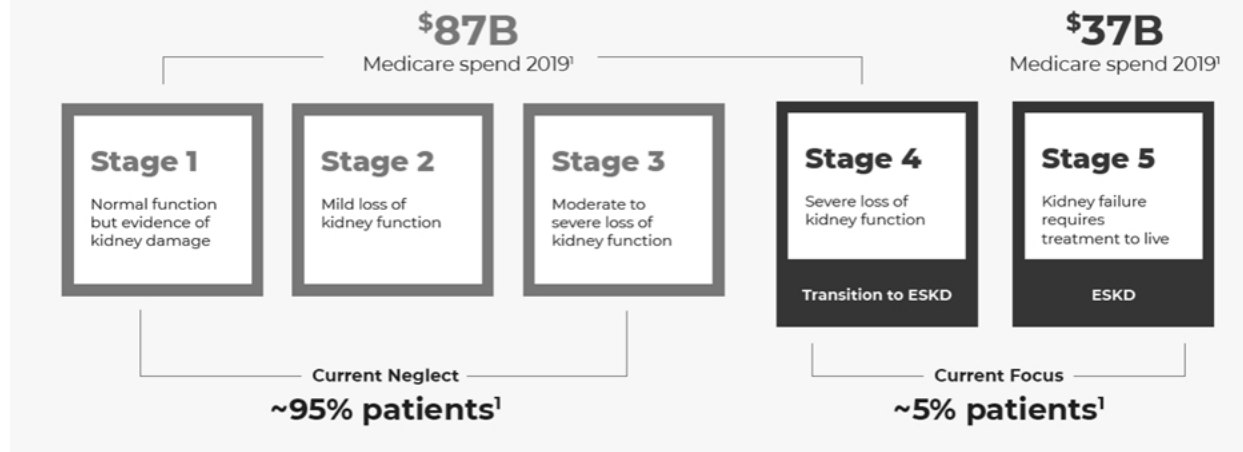 $87B
Medicare spend 2019¹
$37B
Medicare spend 2019¹
Stage 1
Normal function
but evidence of
kidney damage
Stage 2
Mild loss of
kidney function
Stage 3
Moderate to
severe loss of
kidney function
Stage 4
Severe loss of
kidney function
Transition to ESKD
Stage 5
Kidney failure
requires
treatment to live
ESKD
Current Neglect
~95% patients¹
Current Focus
~5% patients¹